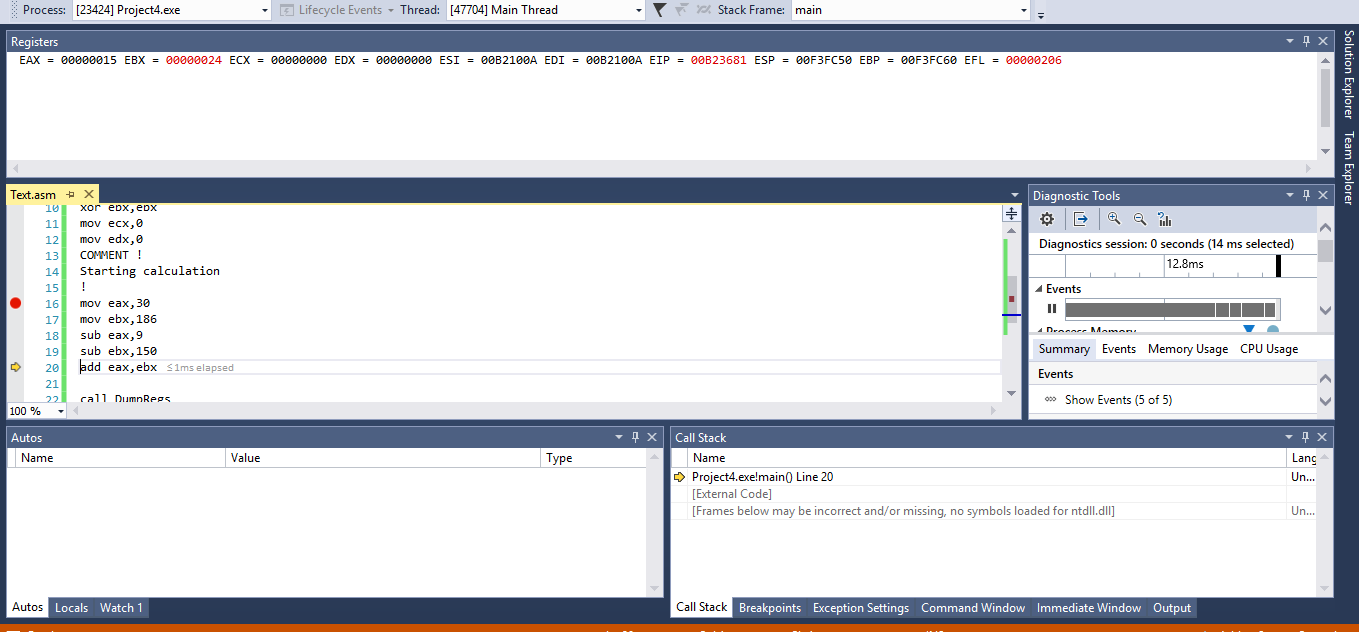 Process: [23424] Project4.exe Lifecycle Events Thread: [47704] Main Thread Stack Frame: main
Registers
EAX = 00000015 EBX = 00000024 ECX = 00000000 EDX = 00000000 ESI = 00B2100A EDI = 00B2100A EIP = 00B23681 ESP = 00F3FC50 EBP = 00F3FC60 EFL = 00000206
Solution Explorer
Team Explorer
Text.asm
10 xor ebx,ebx
11 mov ecx,0
12 mov edx,0
13 COMMENT !
14 Starting calculation
15 !
16 mov eax,30
17 mov ebx,186
18 sub eax,9
19 sub ebx,150
20 add eax,ebx ≤1ms elapsed
21
22 call DumpRegs
100 %
Diagnostic Tools
Diagnostics session: 0 seconds (14 ms selected)
12.8ms
Events
Process Memory
Summary Events Memory Usage CPU Usage
Events
Show Events (5 of 5)
Autos
Name Value Type
Autos Locals Watch 1
Call Stack
Name Lang
Project4.exe!main() Line 20 Un...
[External Code]
[Frames below may be incorrect and/or missing, no symbols loaded for ntdll.dll] Un...
Call Stack Breakpoints Exception Settings Command Window Immediate Window Output